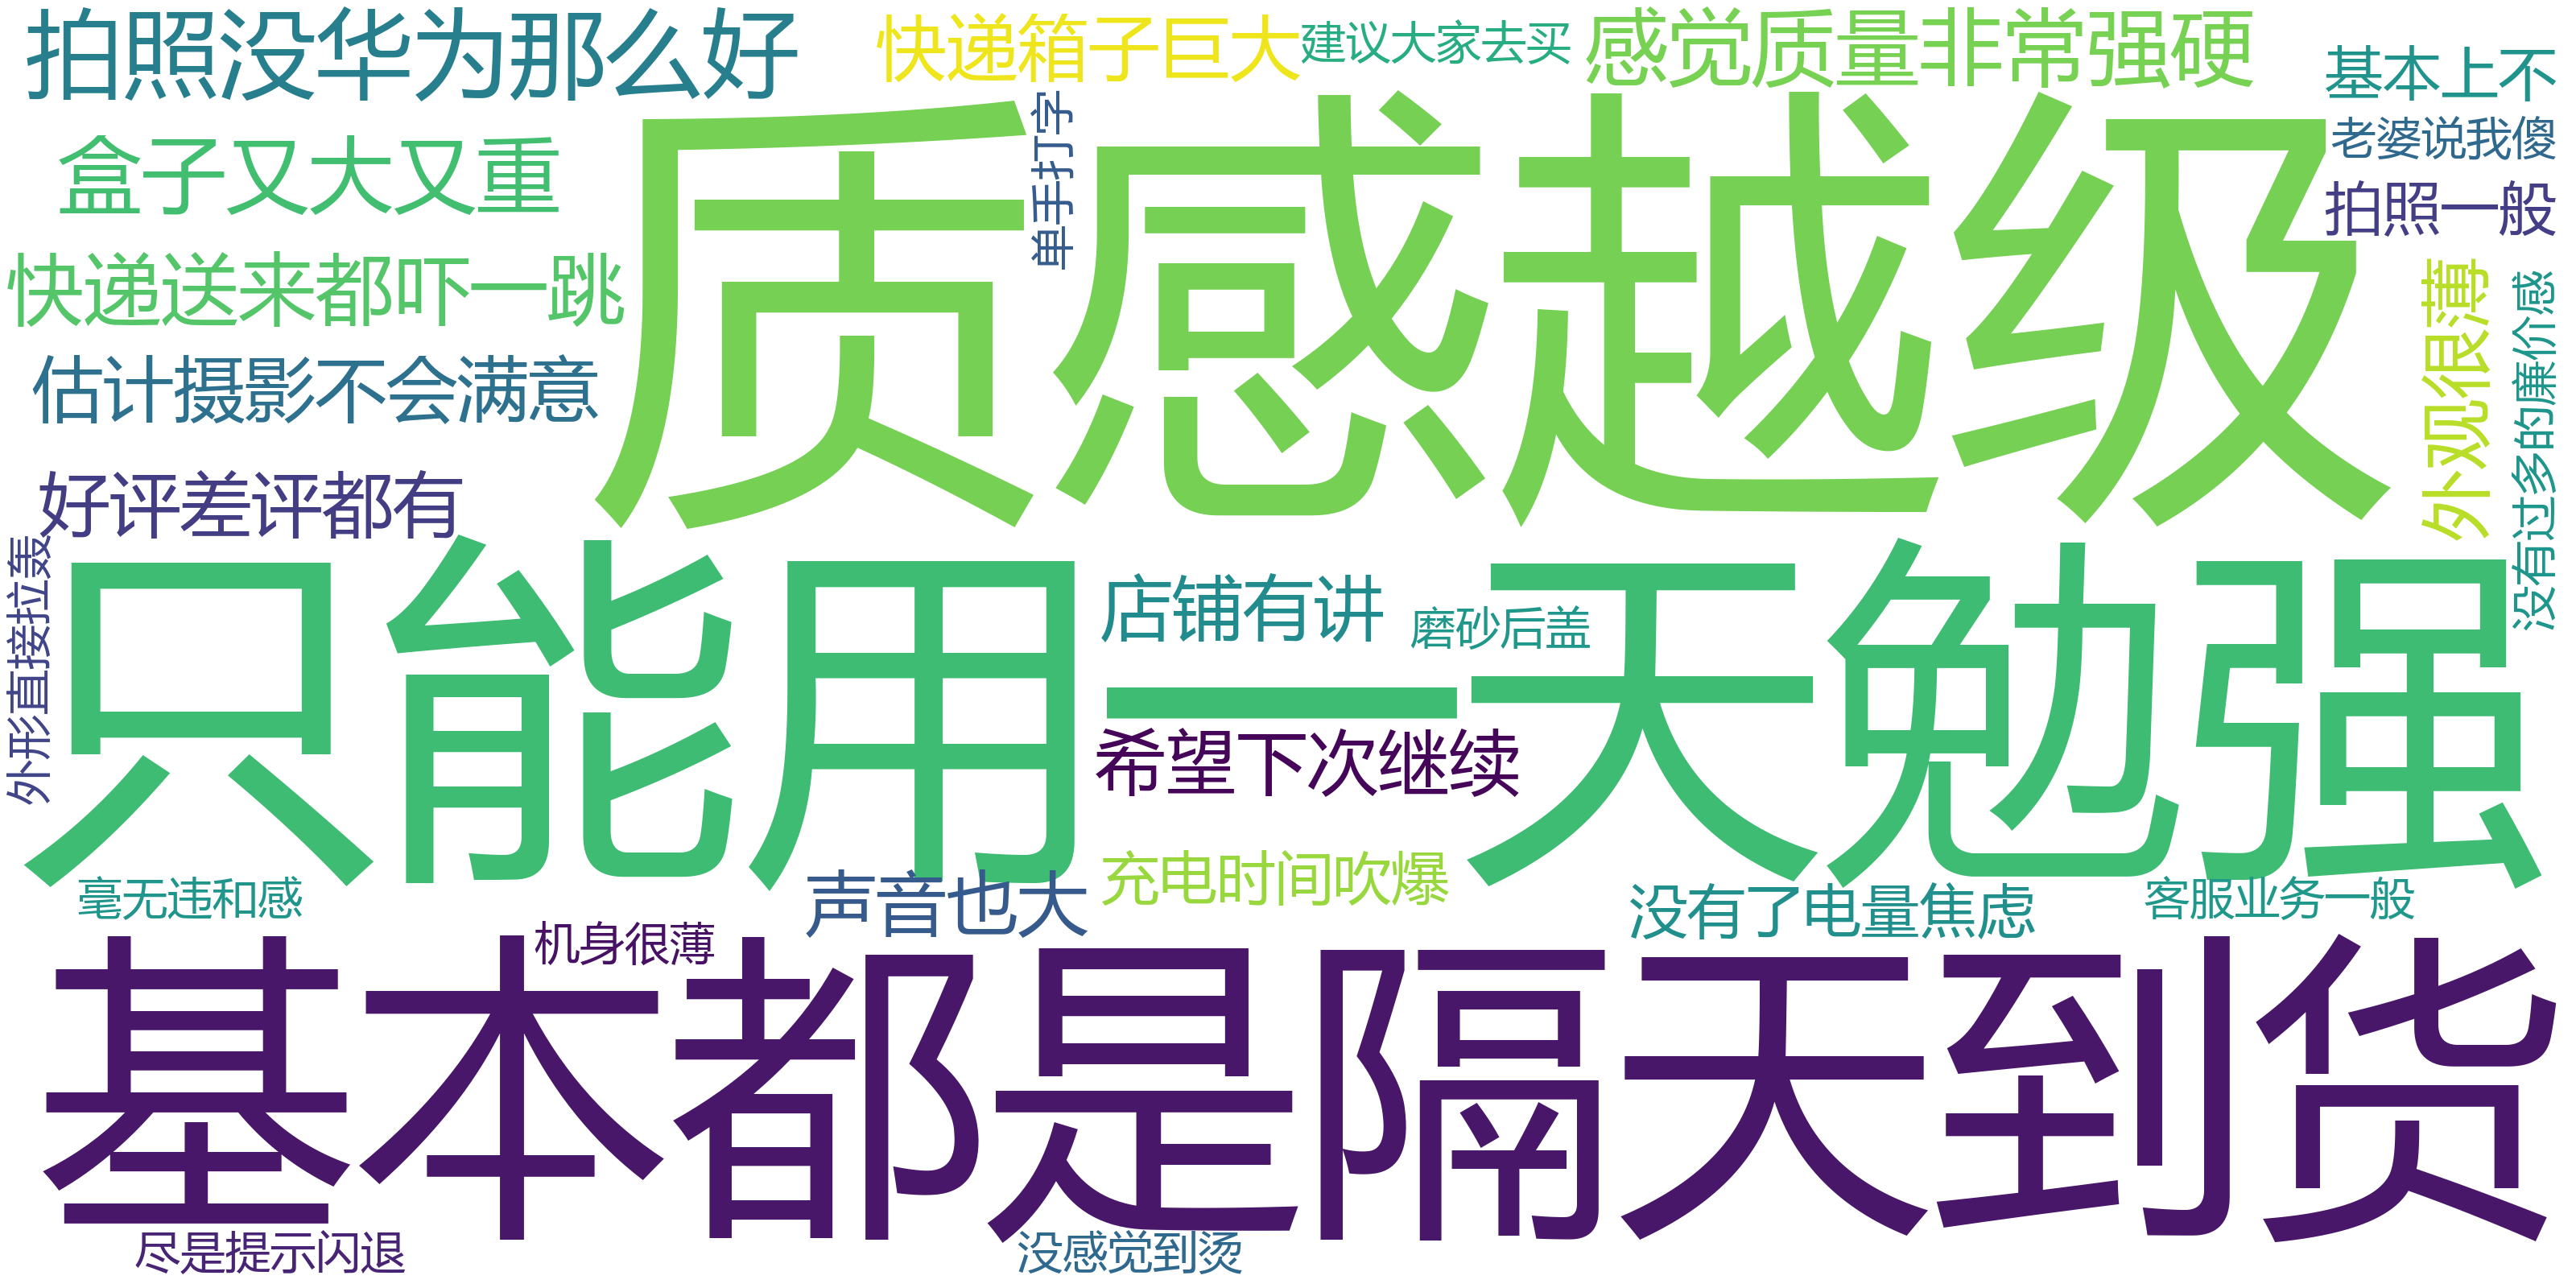 拍照没华为那么好
快递箱子巨大
建议大家去买
感觉质量非常强硬
基本上不
老婆说我傻
拍照一般
盒子又大又重
单手打字
质感越级
快递送来都吓一跳
外观很薄
没有过多的廉价感
估计摄影不会满意
好评差评都有
外形直接拉轰
只能用一天勉强
店铺有讲
磨砂后盖
希望下次继续
充电时间吹爆
毫无违和感
声音也大
没有了电量焦虑
客服业务一般
机身很薄
基本都是隔天到货
尽是提示闪退
没感觉到烫